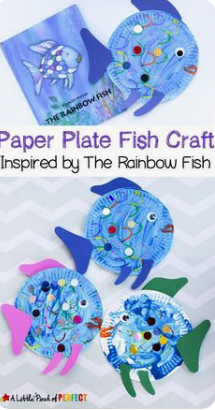 THE RAINBOW FISH
Paper Plate Fish Craft
Inspired by The Rainbow Fish
A Little Pinch of PERFECT